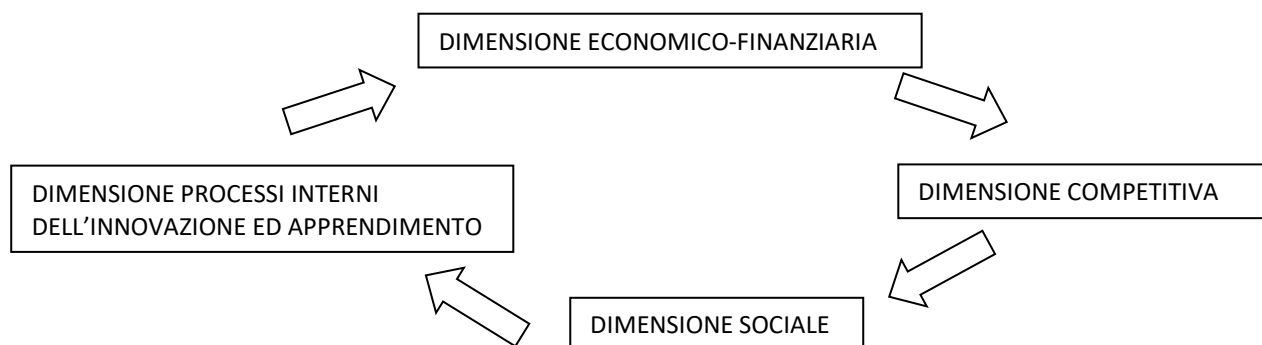 DIMENSIONE ECONOMICO-FINANZIARIA
DIMENSIONE PROCESSI INTERNI
DELL’INNOVAZIONE ED APPRENDIMENTO
DIMENSIONE COMPETITIVA
DIMENSIONE SOCIALE